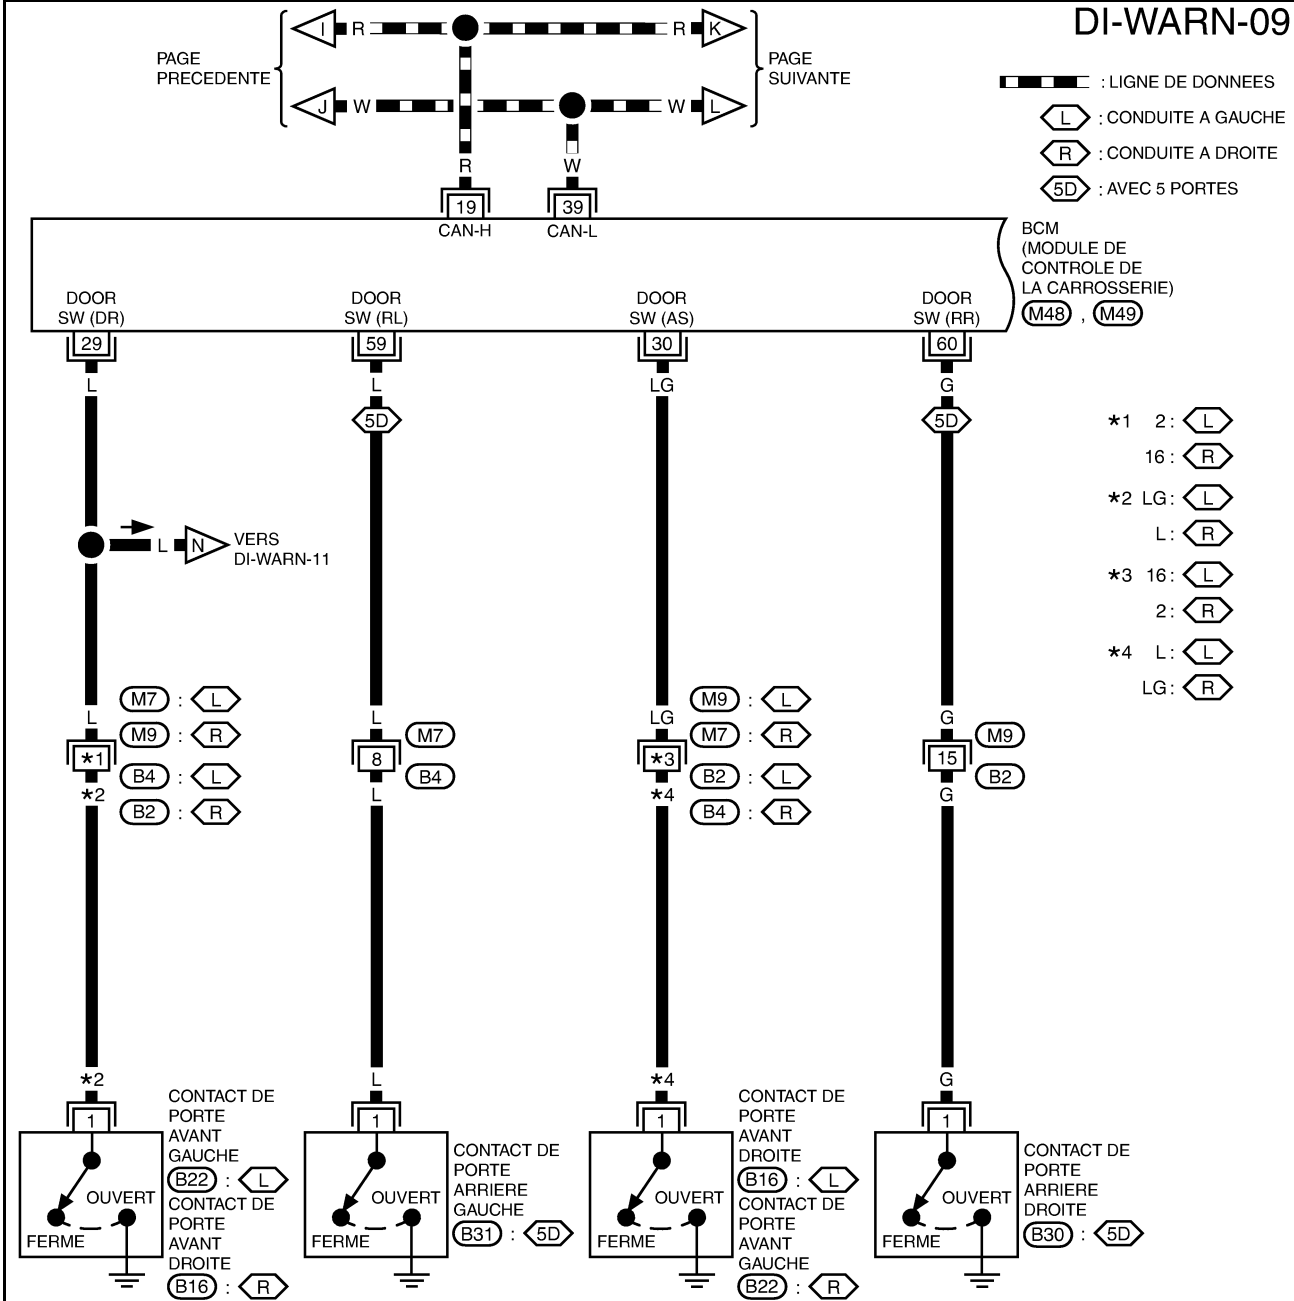 DI-WARN-09
PAGE
PRECEDENTE
I R R K
J W W L
PAGE
SUIVANTE
: LIGNE DE DONNEES
L : CONDUITE A GAUCHE
R : CONDUITE A DROITE
5D : AVEC 5 PORTES
R W
19 39
CAN-H CAN-L
BCM
(MODULE DE
CONTROLE DE
LA CARROSSERIE)
M48 , M49
DOOR
SW (DR)
DOOR
SW (RL)
DOOR
SW (AS)
DOOR
SW (RR)
29 59 30 60
L L LG G
5D 5D
*1 2: L
16: R
*2 LG: L
L: R
*3 16: L
2: R
*4 L: L
LG: R
L N VERS
DI-WARN-11
L L LG G
M7 : L
M9 : R
*1
B4 : L
B2 : R
*2
M7
8
B4
L
M9 : L
M7 : R
*3
B2 : L
B4 : R
*4
M9
15
B2
G
*2 L *4 G
1 1 1 1
CONTACT DE
PORTE
AVANT
GAUCHE
B22 : L
CONTACT DE
PORTE
AVANT
DROITE
B16 : R
OUVERT
FERME
CONTACT DE
PORTE
ARRIERE
GAUCHE
B31 : 5D
OUVERT
FERME
CONTACT DE
PORTE
AVANT
DROITE
B16 : L
CONTACT DE
PORTE
AVANT
GAUCHE
B22 : R
OUVERT
FERME
CONTACT DE
PORTE
ARRIERE
DROITE
B30 : 5D
OUVERT
FERME